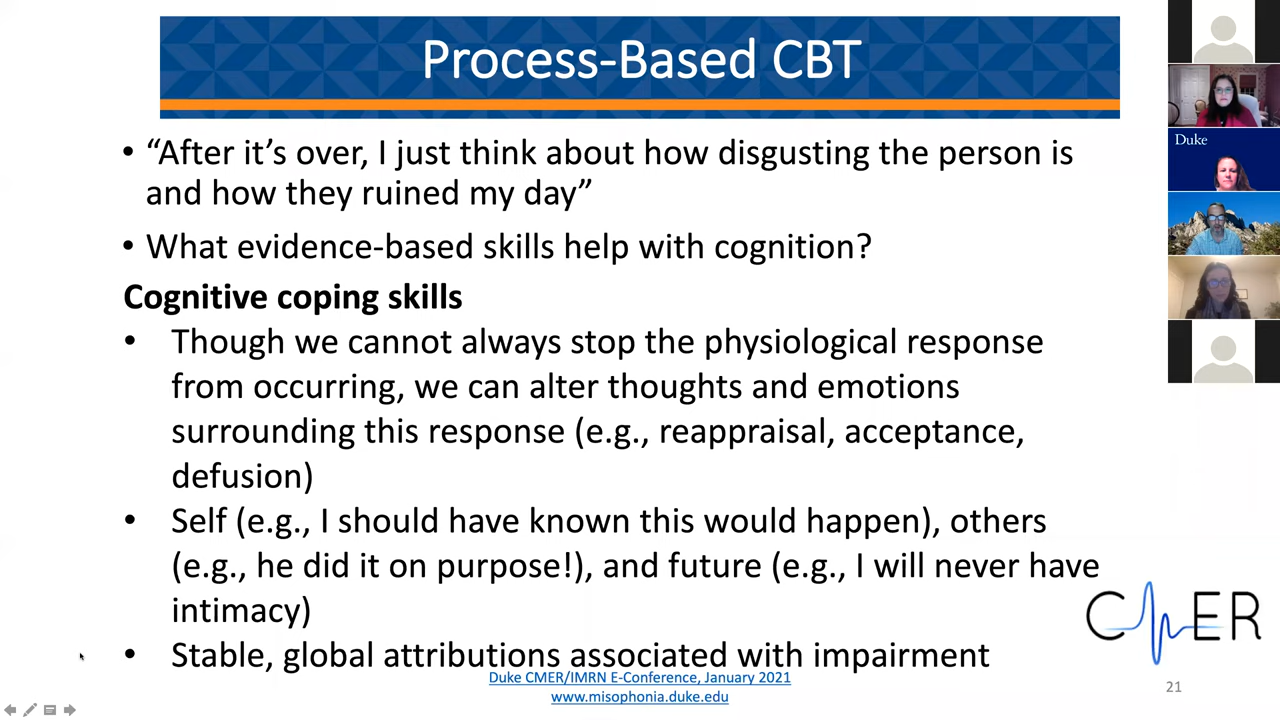 Process-Based CBT
• “After it’s over, I just think about how disgusting the person is
and how they ruined my day”
• What evidence-based skills help with cognition?
Cognitive coping skills
• Though we cannot always stop the physiological response
from occurring, we can alter thoughts and emotions
surrounding this response (e.g., reappraisal, acceptance,
defusion)
• Self (e.g., I should have known this would happen), others
(e.g., he did it on purpose!), and future (e.g., I will never have
intimacy)
• Stable, global attributions associated with impairment
Duke CMER/IMRN E-Conference, January 2021
www.misophonia.duke.edu
21
CMER
Duke